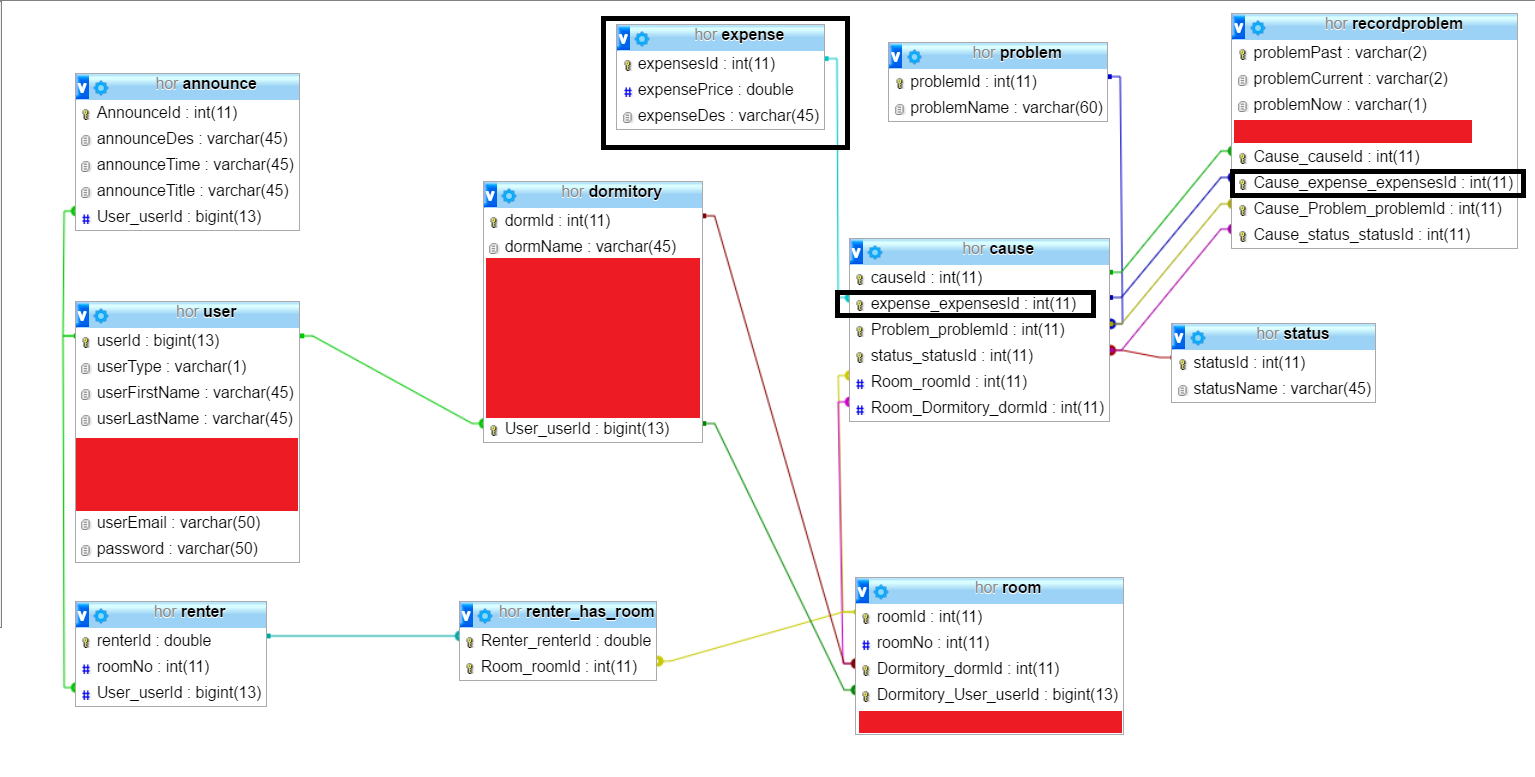 hor announce
AnnounceId : int(11)
announceDes : varchar(45)
announceTime : varchar(45)
announceTitle : varchar(45)
User_userId : bigint(13)
hor user
userId : bigint(13)
userType : varchar(1)
userFirstName : varchar(45)
userLastName : varchar(45)
userEmail : varchar(50)
password : varchar(50)
hor renter
renterId : double
roomNo : int(11)
User_userId : bigint(13)
hor dormitory
dormId : int(11)
dormName : varchar(45)
User_userId : bigint(13)
hor renter_has_room
Renter_renterId : double
Room_roomId : int(11)
hor expense
expensesId : int(11)
expensePrice : double
expenseDes : varchar(45)
hor problem
problemId : int(11)
problemName : varchar(60)
hor cause
causeId : int(11)
expense_expensesId : int(11)
Problem_problemId : int(11)
status_statusId : int(11)
Room_roomId : int(11)
Room_Dormitory_dormId : int(11)
hor room
roomId : int(11)
roomNo : int(11)
Dormitory_dormId : int(11)
Dormitory_User_userId : bigint(13)
hor recordproblem
problemPast : varchar(2)
problemCurrent : varchar(2)
problemNow : varchar(1)
Cause_causeId : int(11)
Cause_expense_expensesId : int(11)
Cause_Problem_problemId : int(11)
Cause_status_statusId : int(11)
hor status
statusId : int(11)
statusName : varchar(45)